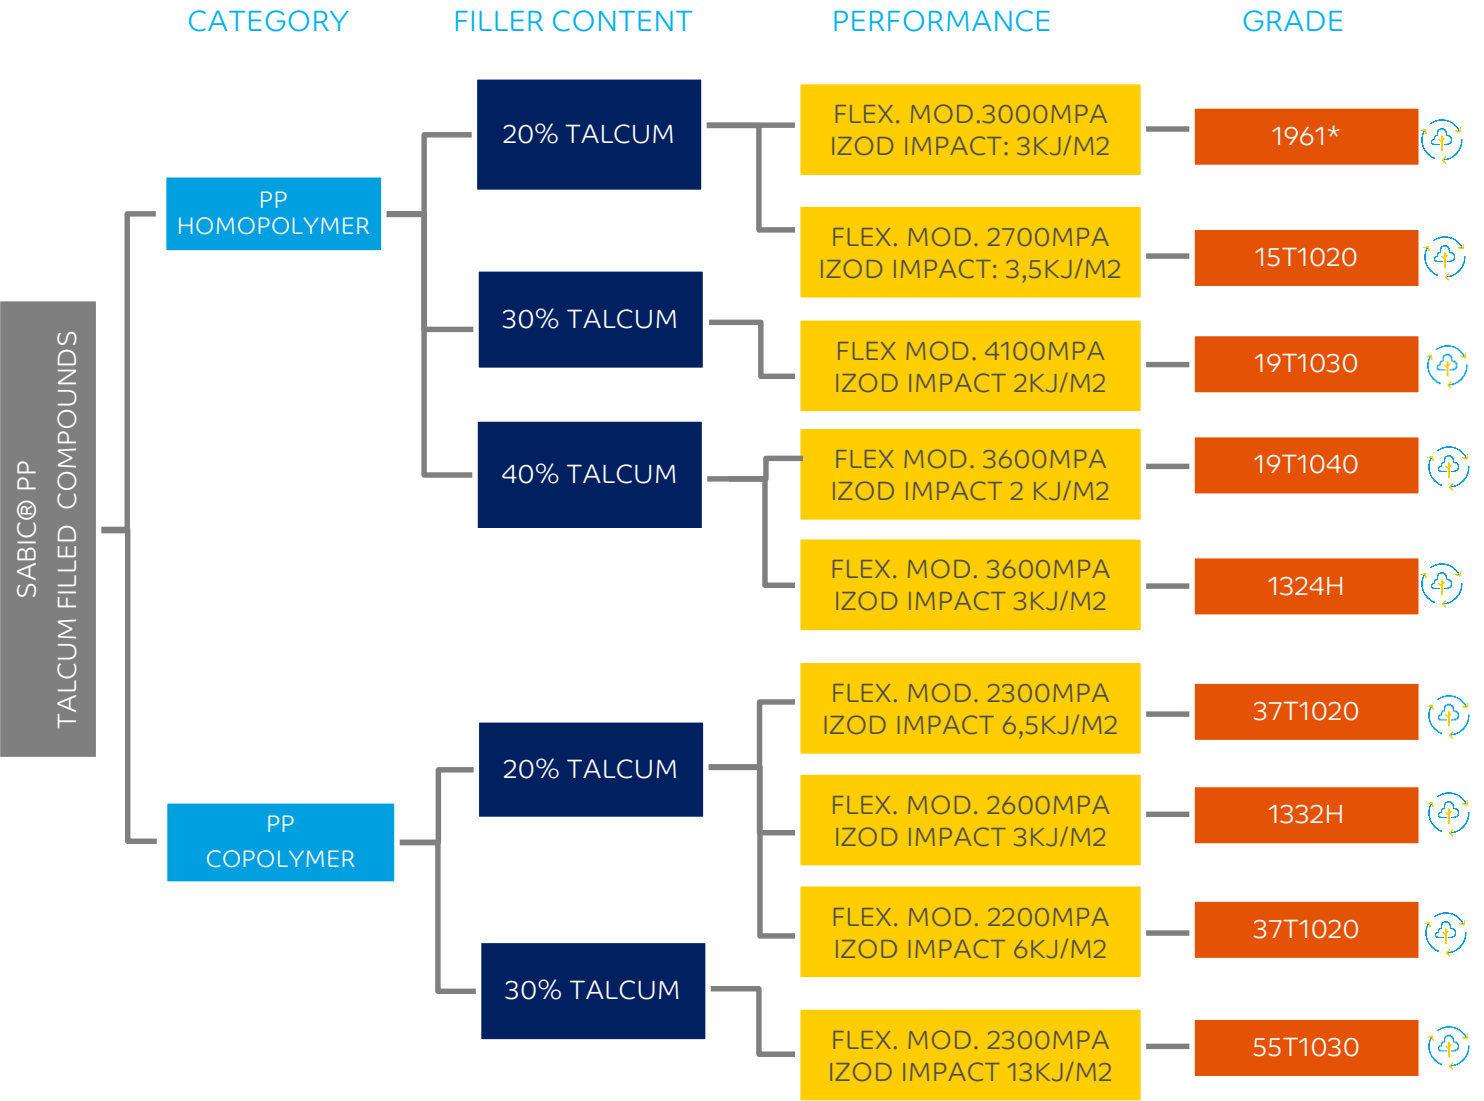 CATEGORY
FILLER CONTENT
PERFORMANCE
GRADE
SABIC® PP
TALCUM FILLED COMPOUNDS
PP
HOMOPOLYMER
20% TALCUM
FLEX. MOD.3000MPA
IZOD IMPACT: 3KJ/M2
1961*
FLEX. MOD. 2700MPA
IZOD IMPACT: 3,5KJ/M2
15T1020
30% TALCUM
FLEX MOD. 4100MPA
IZOD IMPACT 2KJ/M2
19T1030
40% TALCUM
FLEX MOD. 3600MPA
IZOD IMPACT 2 KJ/M2
19T1040
FLEX. MOD. 3600MPA
IZOD IMPACT 3KJ/M2
1324H
PP
COPOLYMER
20% TALCUM
FLEX. MOD. 2300MPA
IZOD IMPACT 6,5KJ/M2
37T1020
FLEX. MOD. 2600MPA
IZOD IMPACT 3KJ/M2
1332H
FLEX. MOD. 2200MPA
IZOD IMPACT 6KJ/M2
37T1020
30% TALCUM
FLEX. MOD. 2300MPA
IZOD IMPACT 13KJ/M2
55T1030